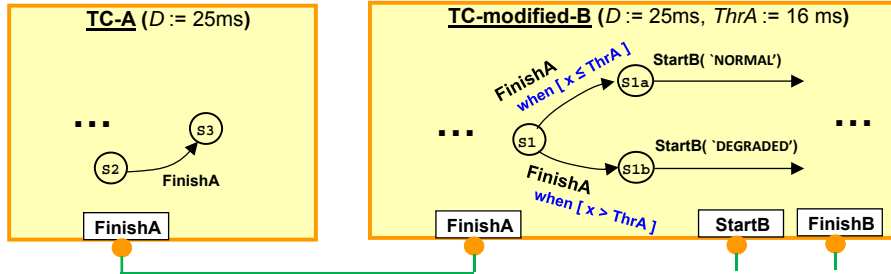 TC-A (D := 25ms)
...
S3
S2
FinishA
FinishA
TC-modified-B (D := 25ms, ThrA := 16 ms)
FinishA
when [ x ≤ ThrA ]
S1a
StartB( `NORMAL')
...
S1
...
S1b
StartB( `DEGRADED')
FinishA
when [ x > ThrA ]
FinishA
StartB
FinishB